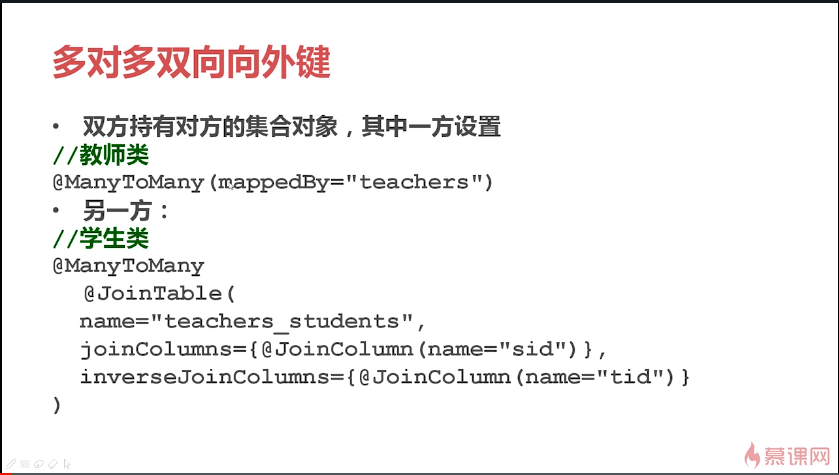 多对多双向向外键
• 双方持有对方的集合对象，其中一方设置
//教师类
@ManyToMany(mappedBy="teachers")
• 另一方：
//学生类
@ManyToMany
@JoinTable(
name="teachers_students",
joinColumns={@JoinColumn(name="sid")},
inverseJoinColumns={@JoinColumn(name="tid")}
)
慕课网